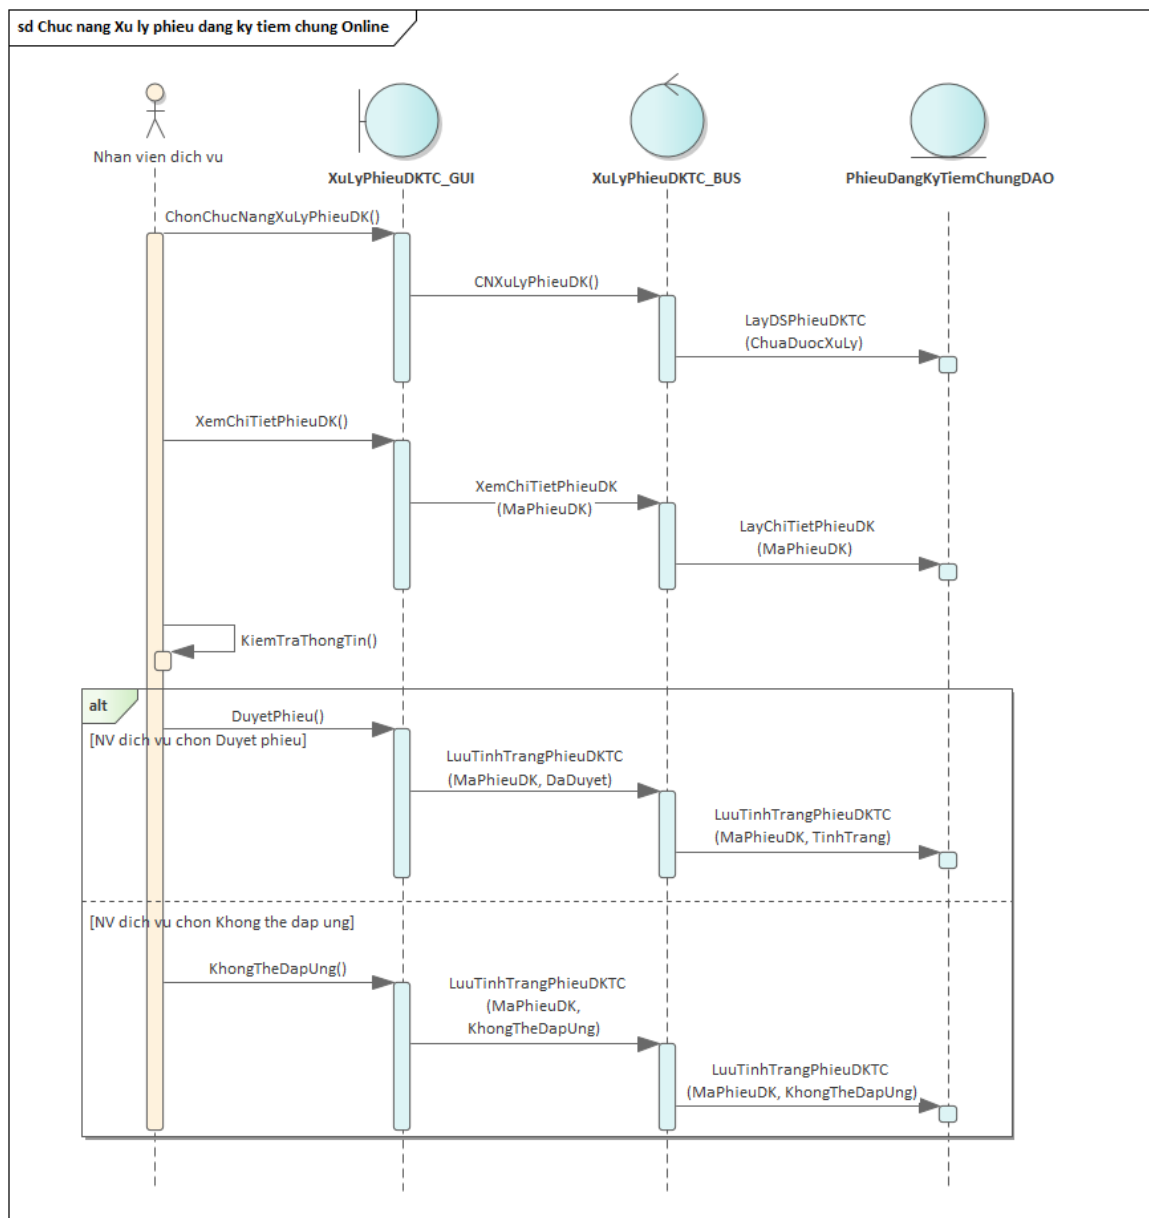 sd Chuc nang Xu ly phieu dang ky tiem chung Online
Nhan vien dich vu
XuLyPhieuDKTC_GUI
XuLyPhieuDKTC_BUS
PhieuDangKyTiemChungDAO
ChonChucNangXuLyPhieuDK()
CNXuLyPhieuDK()
LayDSPhieuDKTC
(ChuaDuocXuLy)
XemChiTietPhieuDK()
XemChiTietPhieuDK
(MaPhieuDK)
LayChiTietPhieuDK
(MaPhieuDK)
KiemTraThongTin()
alt
DuyetPhieu()
[NV dich vu chon Duyet phieu]
LuuTinhTrangPhieuDKTC
(MaPhieuDK, DaDuyet)
LuuTinhTrangPhieuDKTC
(MaPhieuDK, TinhTrang)
[NV dich vu chon Khong the dap ung]
KhongTheDapUng()
LuuTinhTrangPhieuDKTC
(MaPhieuDK,
KhongTheDapUng)
LuuTinhTrangPhieuDKTC
(MaPhieuDK, KhongTheDapUng)